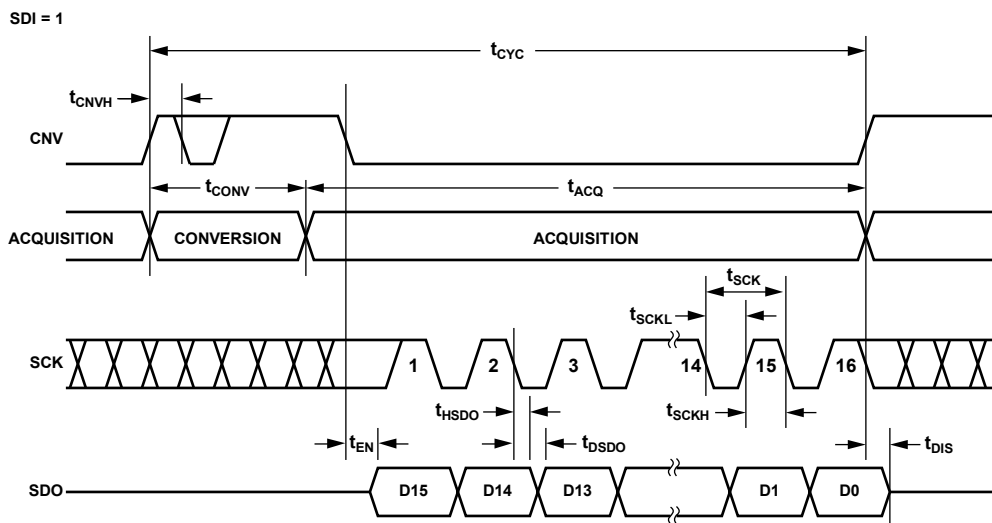 SDI = 1
tCYC
tCNVH
CNV
tCONV
tACQ
ACQUISITION
CONVERSION
ACQUISITION
tSCK
tSCKL
SCK
1
2
3
14
15
16
tHSDO
tSCKH
tEN
tDSDO
tDIS
SDO
D15
D14
D13
D1
D0